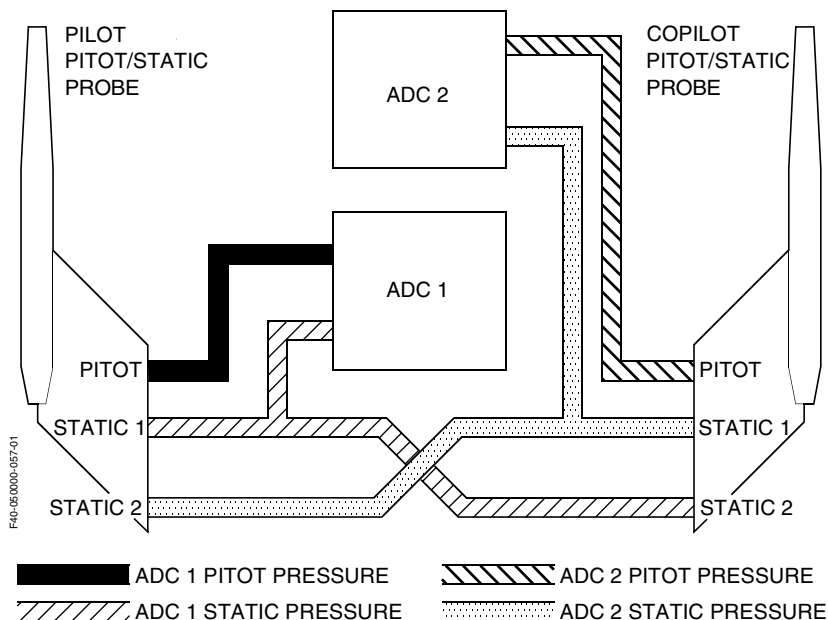 PILOT
PITOT/STATIC
PROBE
COPILOT
PITOT/STATIC
PROBE
ADC 2
ADC 1
PITOT
PITOT
STATIC 1
STATIC 1
STATIC 2
STATIC 2
F40-050000-057-01
ADC 1 PITOT PRESSURE
ADC 2 PITOT PRESSURE
ADC 1 STATIC PRESSURE
ADC 2 STATIC PRESSURE